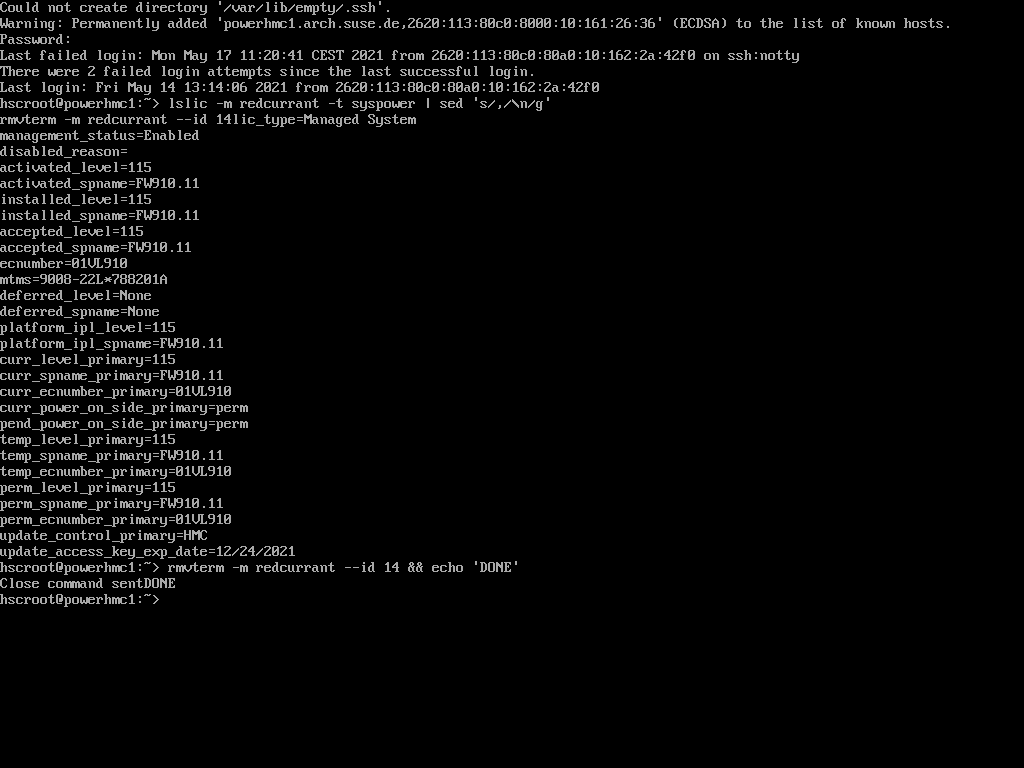 Could not create directory '/var/lib/empty/.ssh'.
Warning: Permanently added 'powerhmc1.arch.suse.de,2620:113:80c0:8000:10:161:26:36' (ECDSA) to the list of known hosts.
Password:
Last failed login: Mon May 17 11:20:41 CEST 2021 from 2620:113:80c0:80a0:10:162:2a:42f0 on ssh:notty
There were 2 failed login attempts since the last successful login.
Last login: Fri May 14 13:14:06 2021 from 2620:113:80c0:80a0:10:162:2a:42f0
hscroot@powerhmc1:~> lslic -m redcurrant -t syspower | sed 's/,/\n/g'
rmvterm -m redcurrant --id 14lic_type=Managed System
management_status=Enabled
disabled_reason=
activated_level=115
activated_spname=FW910.11
installed_level=115
installed_spname=FW910.11
accepted_level=115
accepted_spname=FW910.11
ecnumber=01VL910
mtms=9008-22L*788201A
deferred_level=None
deferred_spname=None
platform_ipl_level=115
platform_ipl_spname=FW910.11
curr_level_primary=115
curr_spname_primary=FW910.11
curr_ecnumber_primary=01VL910
curr_power_on_side_primary=perm
pend_power_on_side_primary=perm
temp_level_primary=115
temp_spname_primary=FW910.11
temp_ecnumber_primary=01VL910
perm_level_primary=115
perm_spname_primary=FW910.11
perm_ecnumber_primary=01VL910
update_control_primary=HMC
update_access_key_exp_date=12/24/2021
hscroot@powerhmc1:~> rmvterm -m redcurrant --id 14 && echo 'DONE'
Close command sentDONE
hscroot@powerhmc1:~>